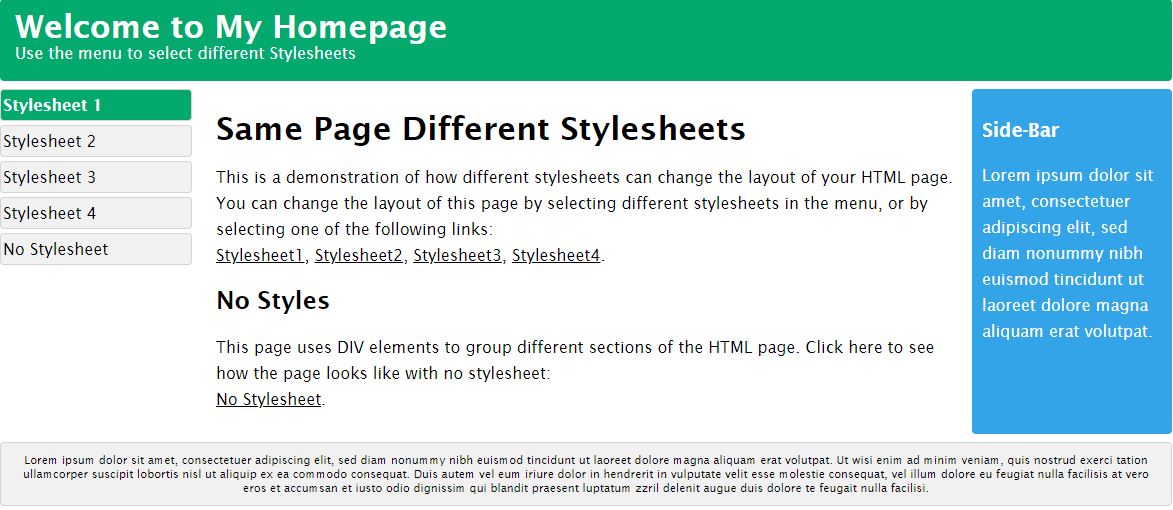 Welcome to My Homepage
Use the menu to select different Stylesheets
Stylesheet 1
Stylesheet 2
Stylesheet 3
Stylesheet 4
No Stylesheet
Same Page Different Stylesheets
This is a demonstration of how different stylesheets can change the layout of your HTML page.
You can change the layout of this page by selecting different stylesheets in the menu, or by
selecting one of the following links:
Stylesheet1, Stylesheet2, Stylesheet3, Stylesheet4.
No Styles
This page uses DIV elements to group different sections of the HTML page. Click here to see
how the page looks like with no stylesheet:
No Stylesheet.
Side-Bar
Lorem ipsum dolor sit
amet, consectetuer
adipiscing elit, sed
diam nonummy nibh
euismod tincidunt ut
laoreet dolore magna
aliquam erat volutpat.
Lorem ipsum dolor sit amet, consectetuer adipiscing elit, sed diam nonummy nibh euismod tincidunt ut laoreet dolore magna aliquam erat volutpat. Ut wisi enim ad minim veniam, quis nostrud exerci tation
ullamcorper suscipit lobortis nisl ut aliquip ex ea commodo consequat. Duis autem vel eum iriure dolor in hendrerit in vulputate velit esse molestie consequat, vel illum dolore eu feugiat nulla facilisis at vero
eros et accumsan et iusto odio dignissim qui blandit praesent luptatum zzril delenit augue duis dolore te feugait nulla facilisi.